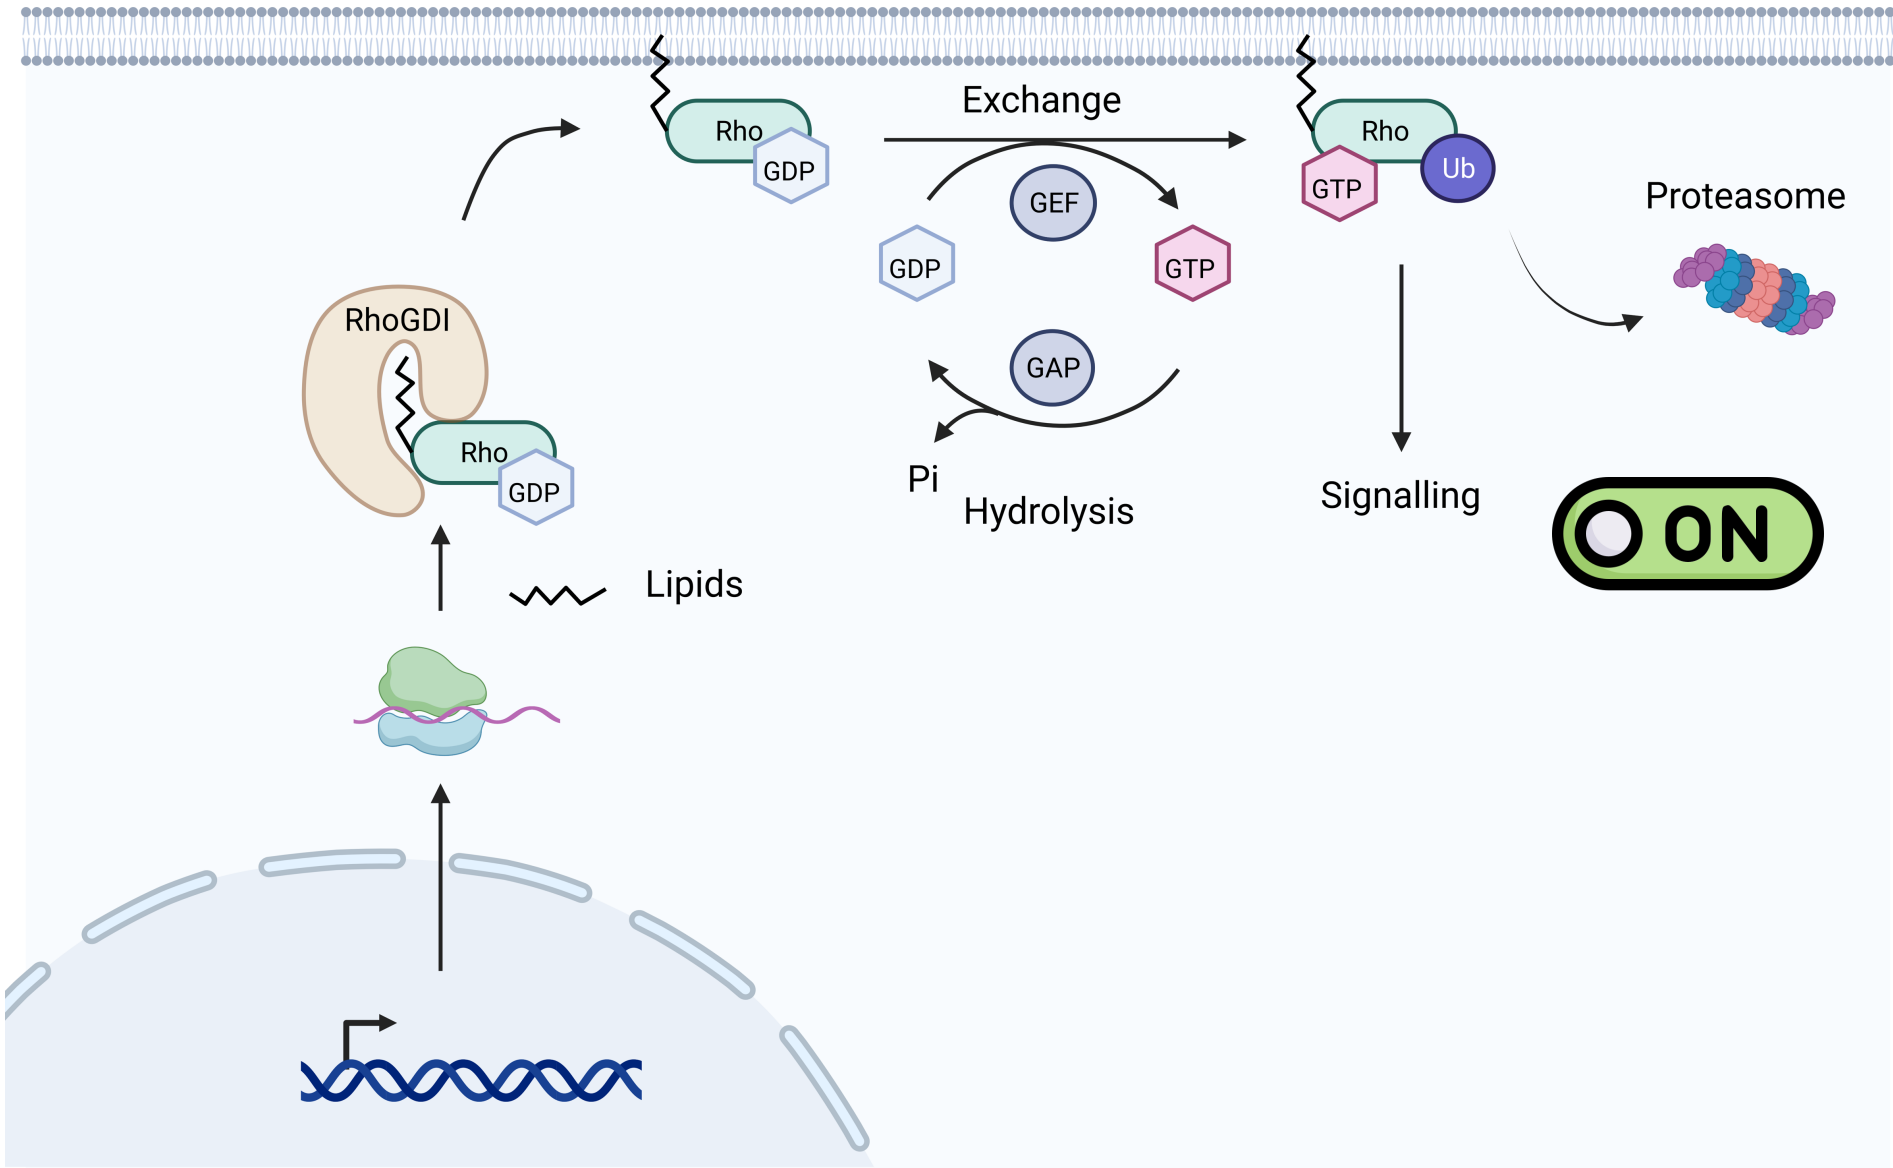 Rho
GDP
Exchange
GEF
GDP
GTP
GAP
Pi
Hydrolysis
Rho
GTP
Ub
Proteasome
Signalling
ON
RhoGDI
Rho
GDP
Lipids